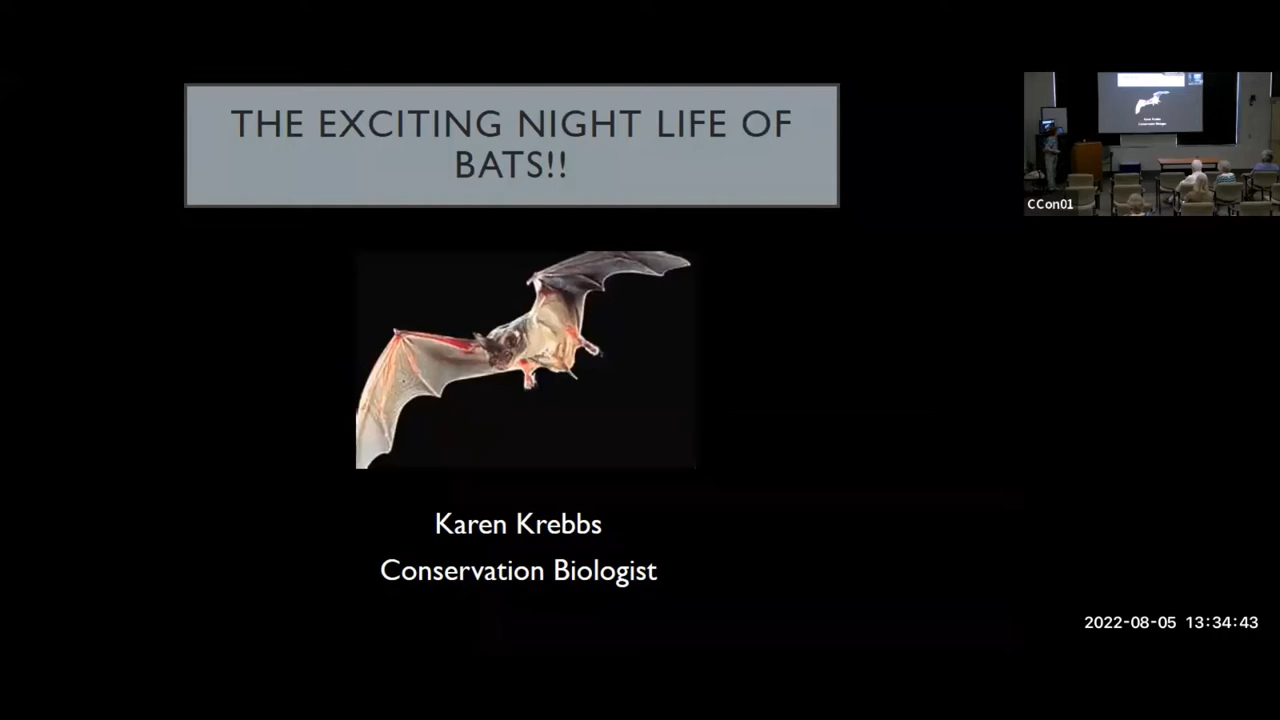 THE EXCITING NIGHT LIFE OF
BATS!!
CCon01
Karen Krebbs
Conservation Biologist
2022-08-05 13:34:43